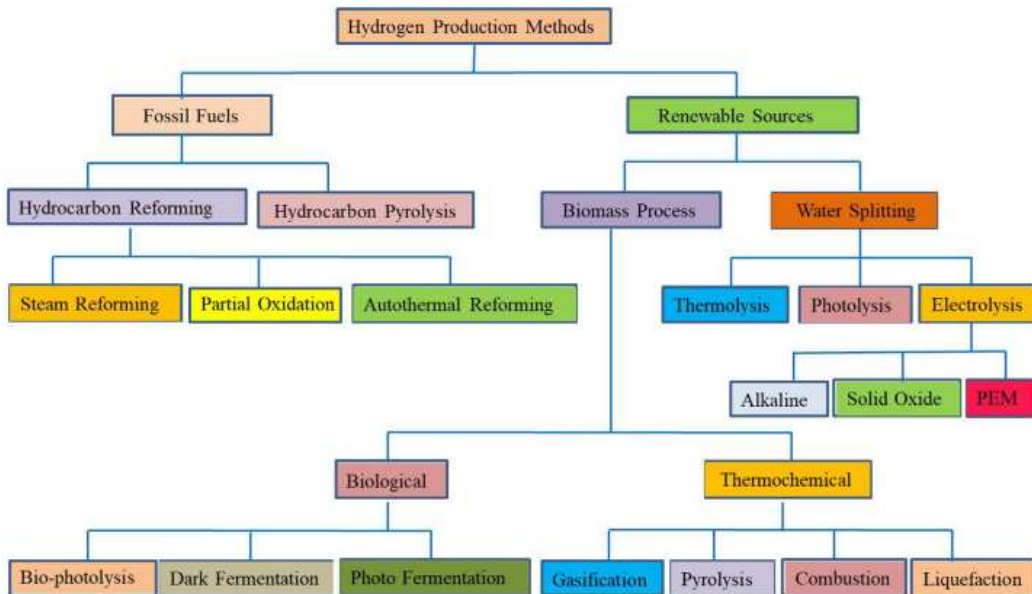 Hydrogen Production Methods
Fossil Fuels
Renewable Sources
Hydrocarbon Reforming
Hydrocarbon Pyrolysis
Biomass Process
Water Splitting
Steam Reforming
Partial Oxidation
Autothermal Reforming
Thermolysis
Photolysis
Electrolysis
Alkaline
Solid Oxide
PEM
Biological
Thermochemical
Bio-photolysis
Dark Fermentation
Photo Fermentation
Gasification
Pyrolysis
Combustion
Liquefaction